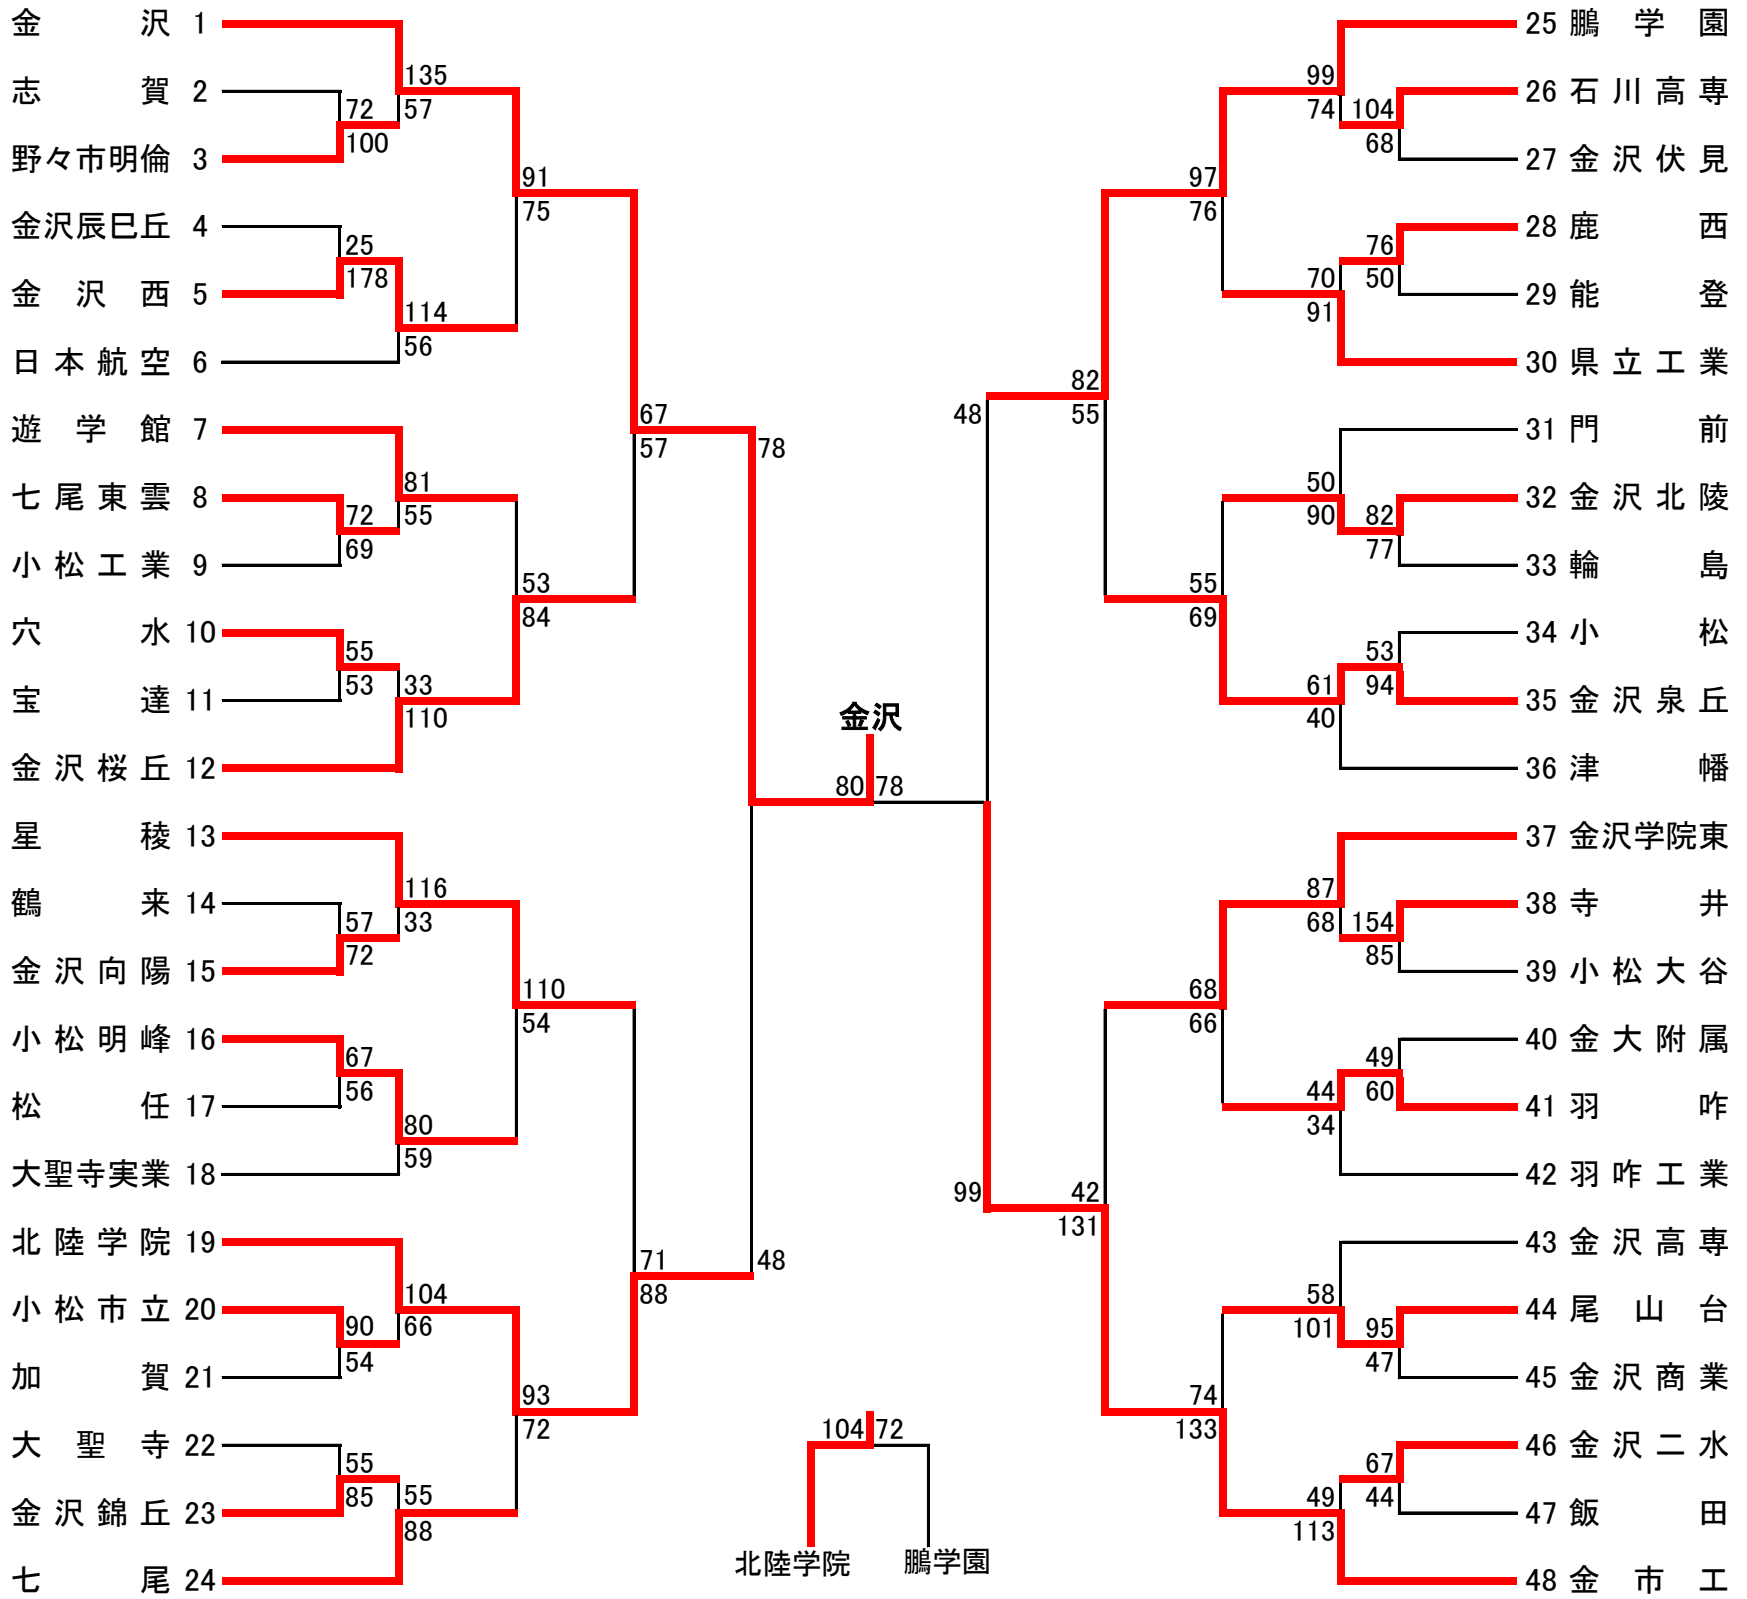 金沢 1
志賀 2
野々市明倫 3
金沢辰巳丘 4
金沢西 5
日本航空 6
遊学館 7
七尾東雲 8
小松工業 9
穴水 10
宝達 11
金沢桜丘 12
星稜 13
鶴来 14
金沢向陽 15
小松明峰 16
松任 17
大聖寺実業 18
北陸学院 19
小松市立 20
加賀 21
大聖寺 22
金沢錦丘 23
七尾 24
72
100
25
178
72
69
55
53
57
72
67
56
90
54
55
85
135
57
114
56
81
55
33
110
116
33
80
59
104
66
55
88
91
75
53
84
110
54
93
72
67
57
71
88
78
48
金沢
80 78
48
99
82
55
42
131
97
76
55
69
68
66
74
133
99
74
70
91
50
90
61
40
87
68
44
34
58
101
49
113
104
68
76
50
82
77
53
94
154
85
49
60
95
47
67
44
25 鵬学園
26 石川高専
27 金沢伏見
28 鹿西
29 能登
30 県立工業
31 門前
32 金沢北陵
33 輪島
34 小松
35 金沢泉丘
36 津幡
37 金沢学院東
38 寺井
39 小松大谷
40 金大附属
41 羽咋
42 羽咋工業
43 金沢高専
44 尾山台
45 金沢商業
46 金沢二水
47 飯田
48 金市工
104 72
北陸学院 鵬学園